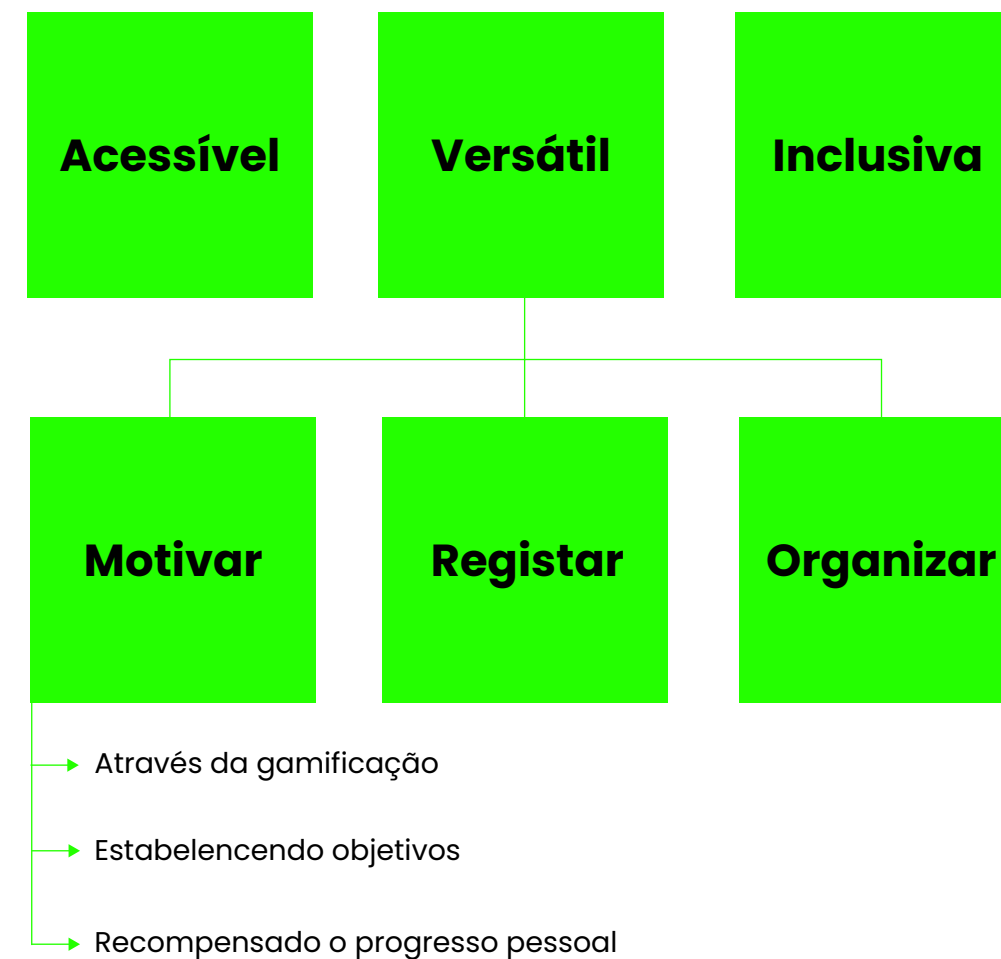 Acessível
Versátil
Inclusiva
Motivar
Registar
Organizar
Através da gamificação
Estabelencendo objetivos
Recompensado o progresso pessoal